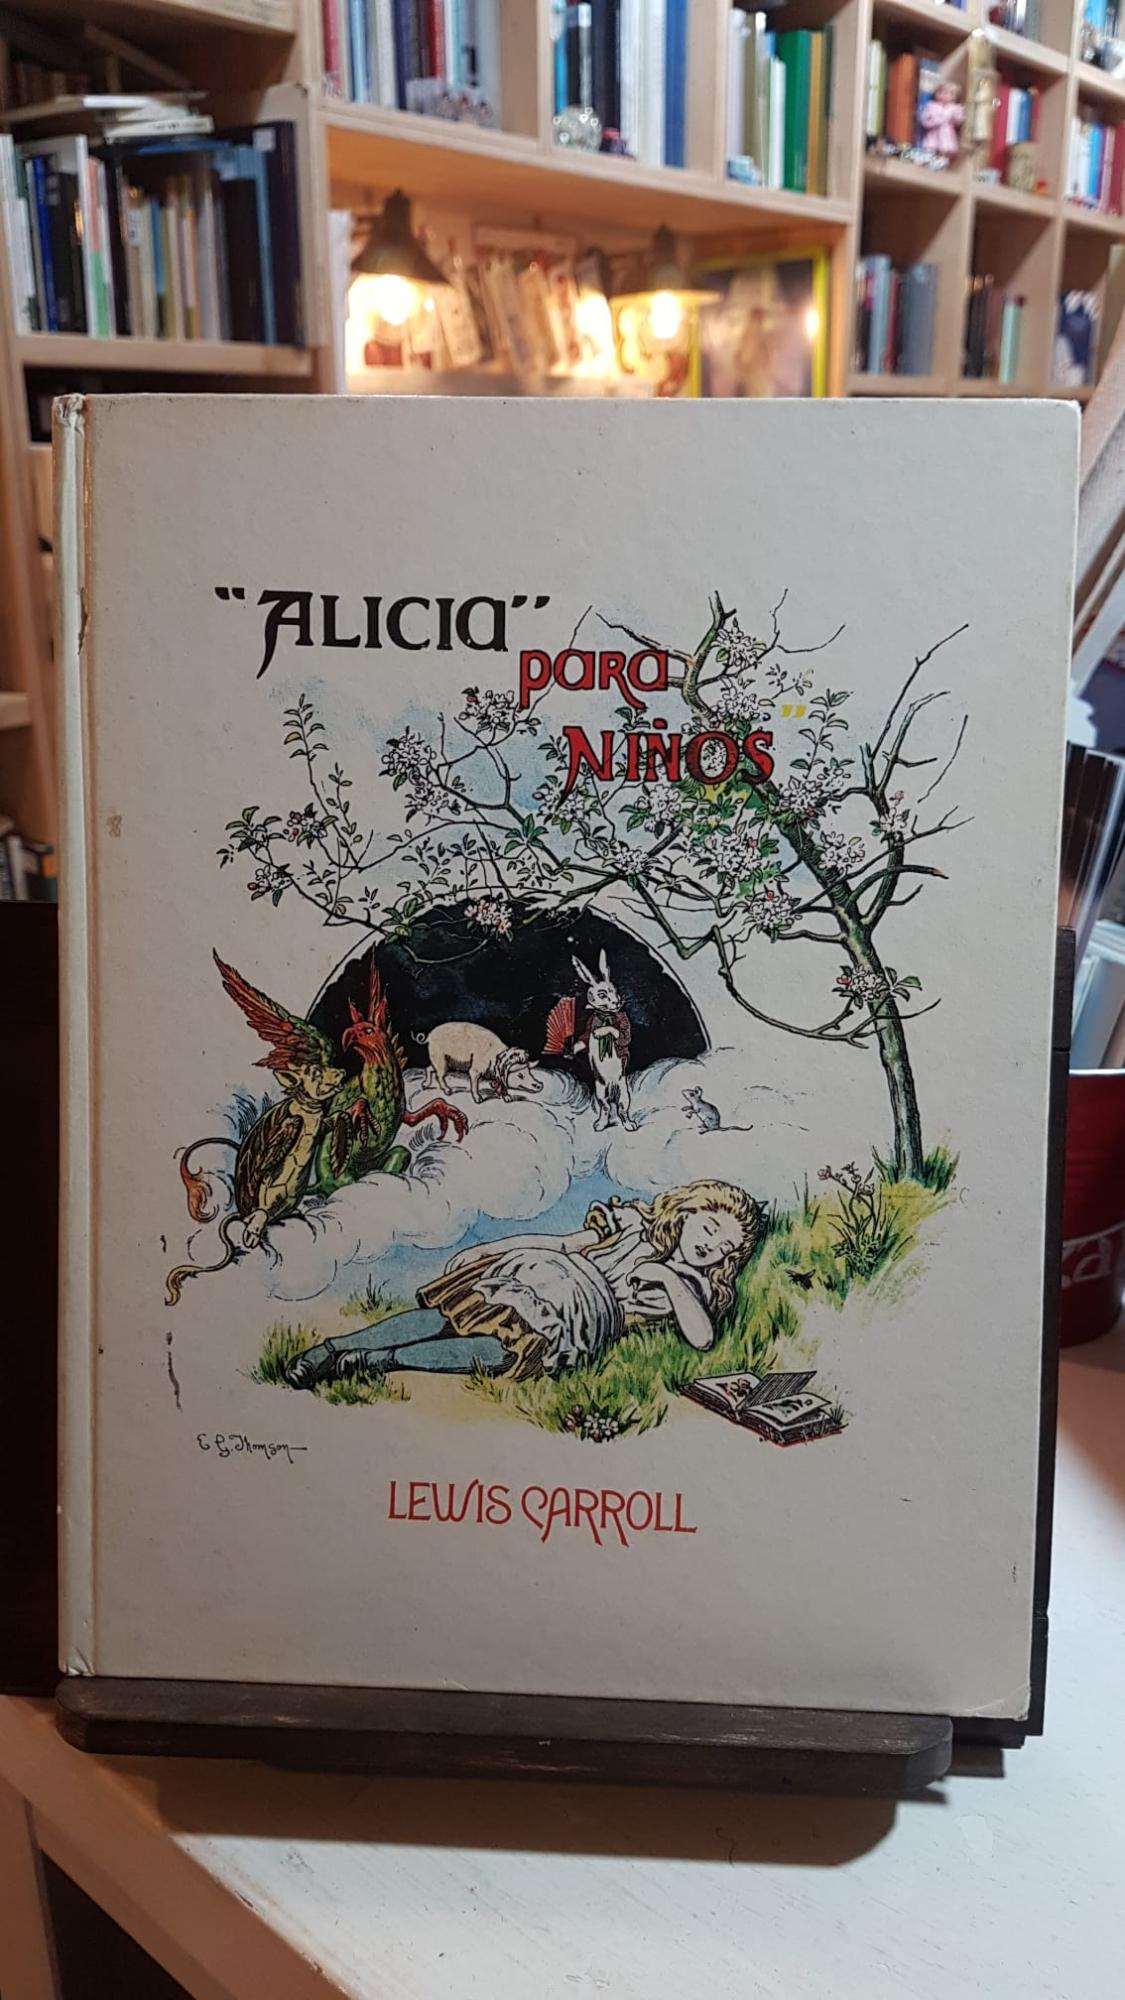 "ALICIA"
para
NIÑOS"
E G. Thomson
LEWIS CARROLL